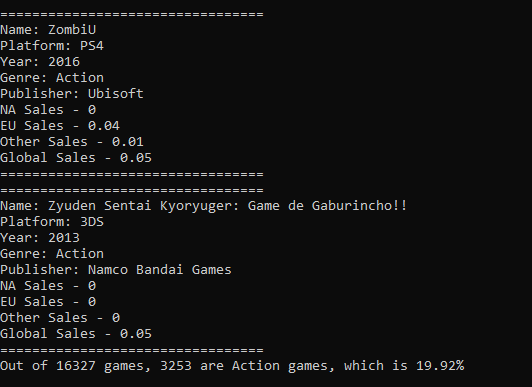 =================================
Name: ZombiU
Platform: PS4
Year: 2016
Genre: Action
Publisher: Ubisoft
NA Sales - 0
EU Sales - 0.04
Other Sales - 0.01
Global Sales - 0.05
=================================
=================================
Name: Zyuden Sentai Kyoryuger: Game de Gaburincho!!
Platform: 3DS
Year: 2013
Genre: Action
Publisher: Namco Bandai Games
NA Sales - 0
EU Sales - 0
Other Sales - 0
Global Sales - 0.05
=================================
Out of 16327 games, 3253 are Action games, which is 19.92%